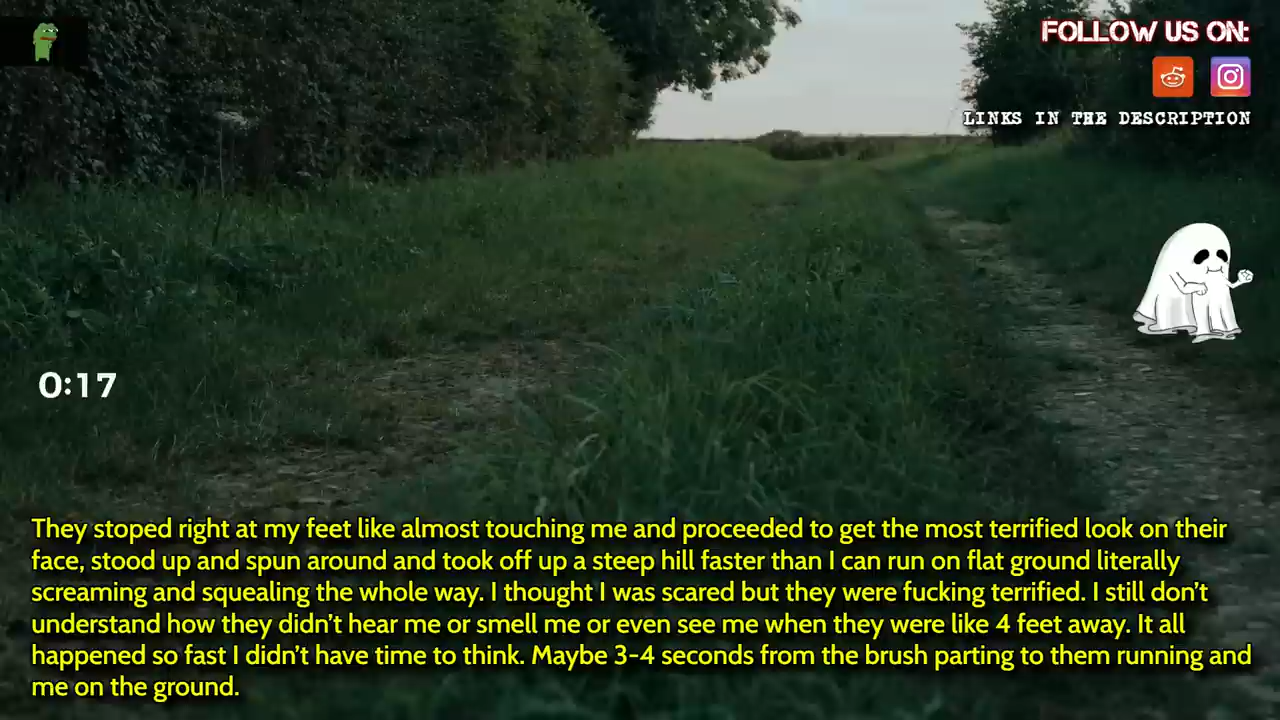 FOLLOW US ON:
LINKS IN THE DESCRIPTION
0:17
They stoped right at my feet like almost touching me and proceeded to get the most terrified look on their
face, stood up and spun around and took off up a steep hill faster than I can run on flat ground literally
screaming and squealing the whole way. I thought I was scared but they were fucking terrified. I still don’t
understand how they didn’t hear me or smell me or even see me when they were like 4 feet away. It all
happened so fast I didn’t have time to think. Maybe 3-4 seconds from the brush parting to them running and
me on the ground.